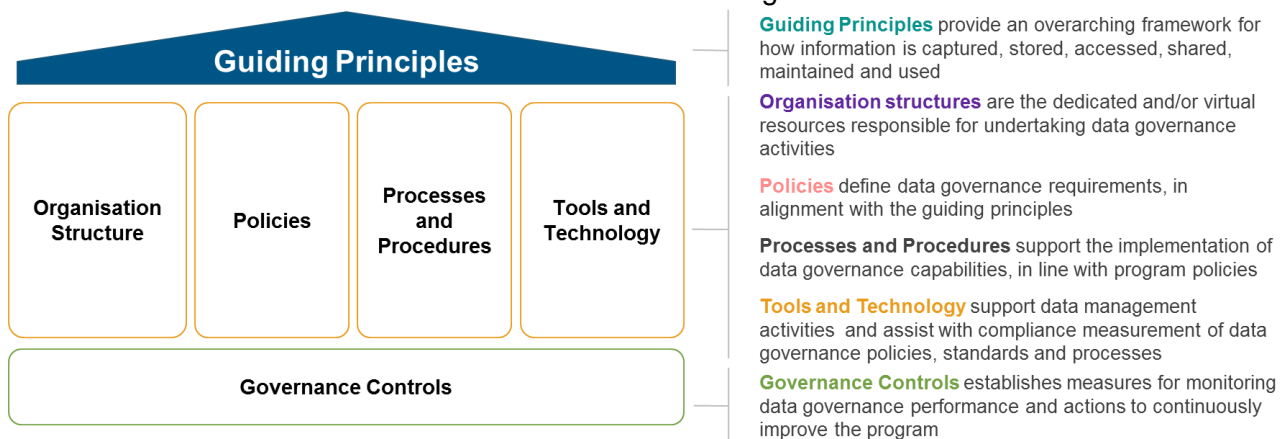 Guiding Principles
Organisation
Structure
Policies
Processes
and
Procedures
Tools and
Technology
Governance Controls
Guiding Principles provide an overarching framework for
how information is captured, stored, accessed, shared,
maintained and used
Organisation structures are the dedicated and/or virtual
resources responsible for undertaking data governance
activities
Policies define data governance requirements, in
alignment with the guiding principles
Processes and Procedures support the implementation of
data governance capabilities, in line with program policies
Tools and Technology support data management
activities and assist with compliance measurement of data
governance policies, standards and processes
Governance Controls establishes measures for monitoring
data governance performance and actions to continuously
improve the program